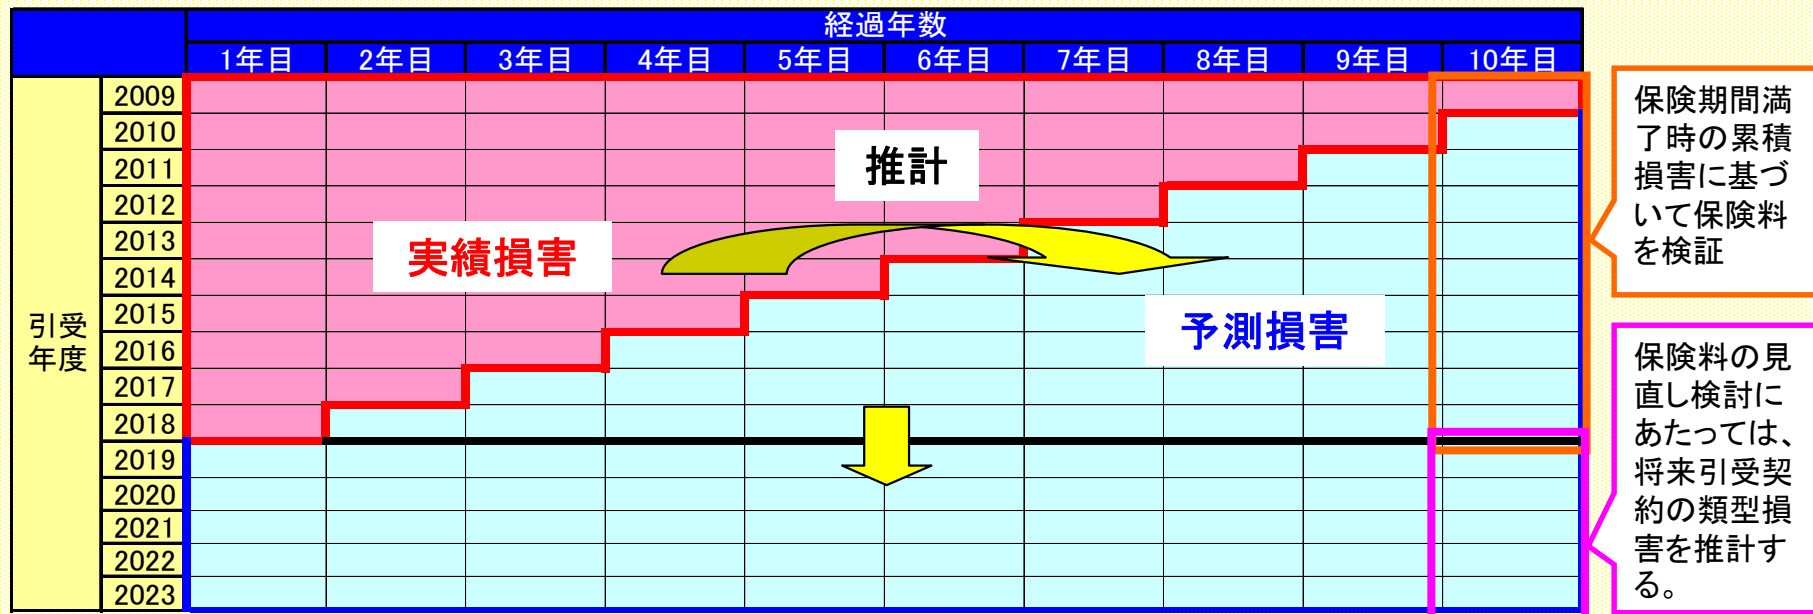 経過年数
1年目 2年目 3年目 4年目 5年目 6年目 7年目 8年目 9年目 10年目
引受
年度
2009
2010
2011
2012
2013
2014
2015
2016
2017
2018
2019
2020
2021
2022
2023
推計
実績損害
予測損害
保険期間満
了時の累積
損害に基づ
いて保険料
を検証
保険料の見
直し検討に
あたっては、
将来引受契
約の類型損
害を推計す
る。